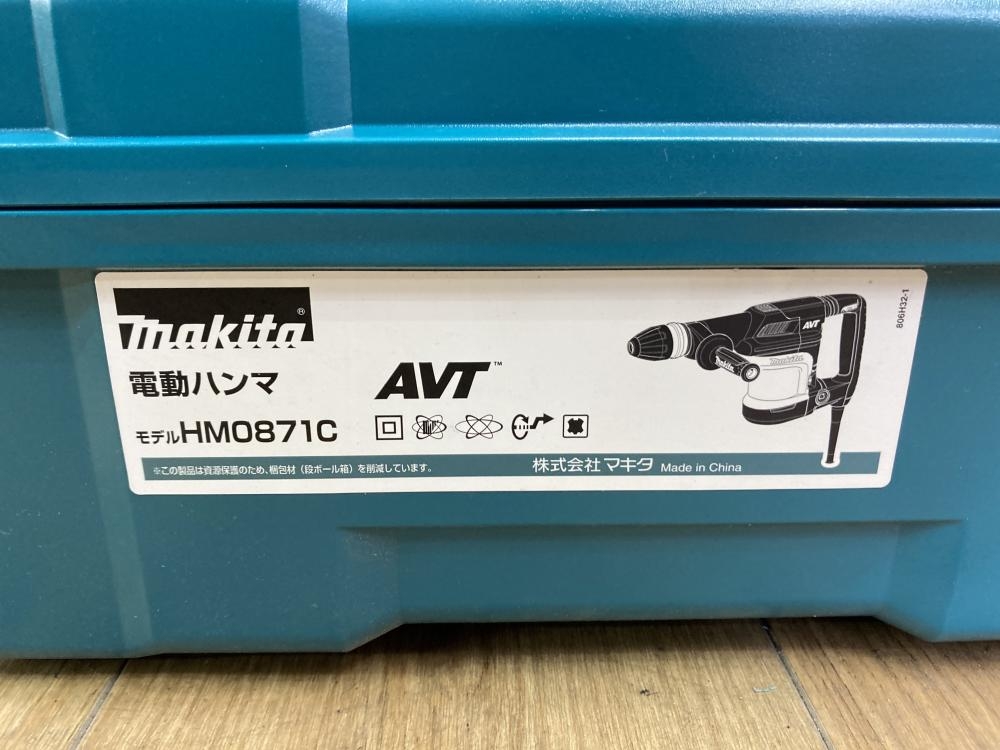 makita®
電動ハンマ
モデルHM0871C
※この製品は資源保護のため、梱包材（段ボール箱）を削減しています。
AVT™
株式会社 マキタ Made in China
AVT
makita
makita
806H32-1